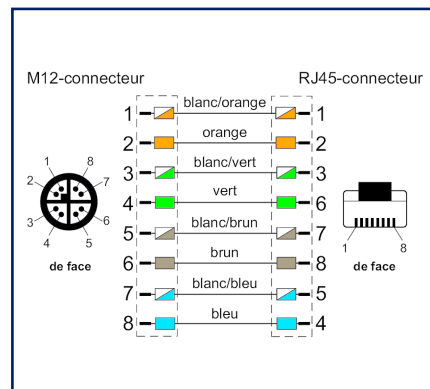 M12-connecteur
RJ45-connecteur
1 blanc/orange 1
2 orange 2
3 blanc/vert 3
4 vert 6
5 blanc/brun 7
6 brun 8
7 blanc/bleu 5
8 bleu 4
1 8
2 7
3 6
4 5
de face
1 8
de face